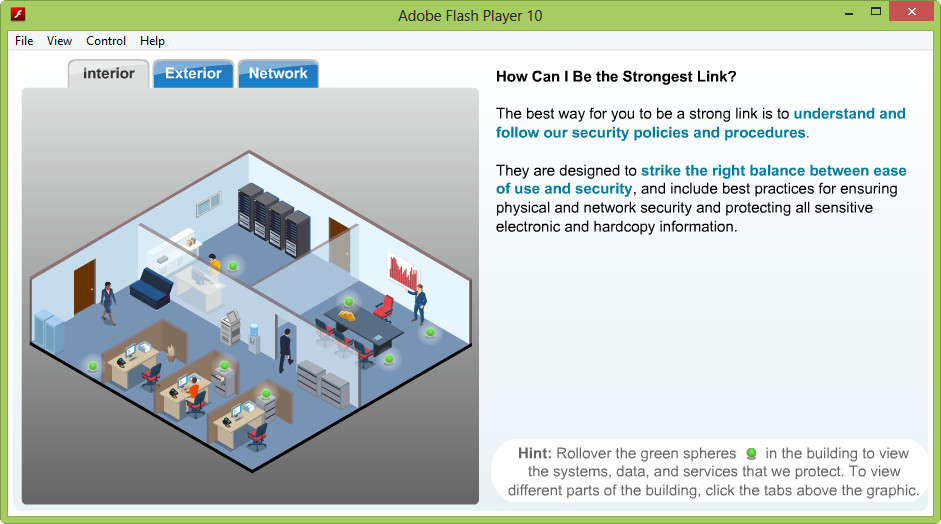 Adobe Flash Player 10
File View Control Help
Interior Exterior Network
How Can I Be the Strongest Link?
The best way for you to be a strong link is to understand and
follow our security policies and procedures.
They are designed to strike the right balance between ease
of use and security, and include best practices for ensuring
physical and network security and protecting all sensitive
electronic and hardcopy information.
Hint: Rollover the green spheres in the building to view
the systems, data, and services that we protect. To view
different parts of the building, click the tabs above the graphic.